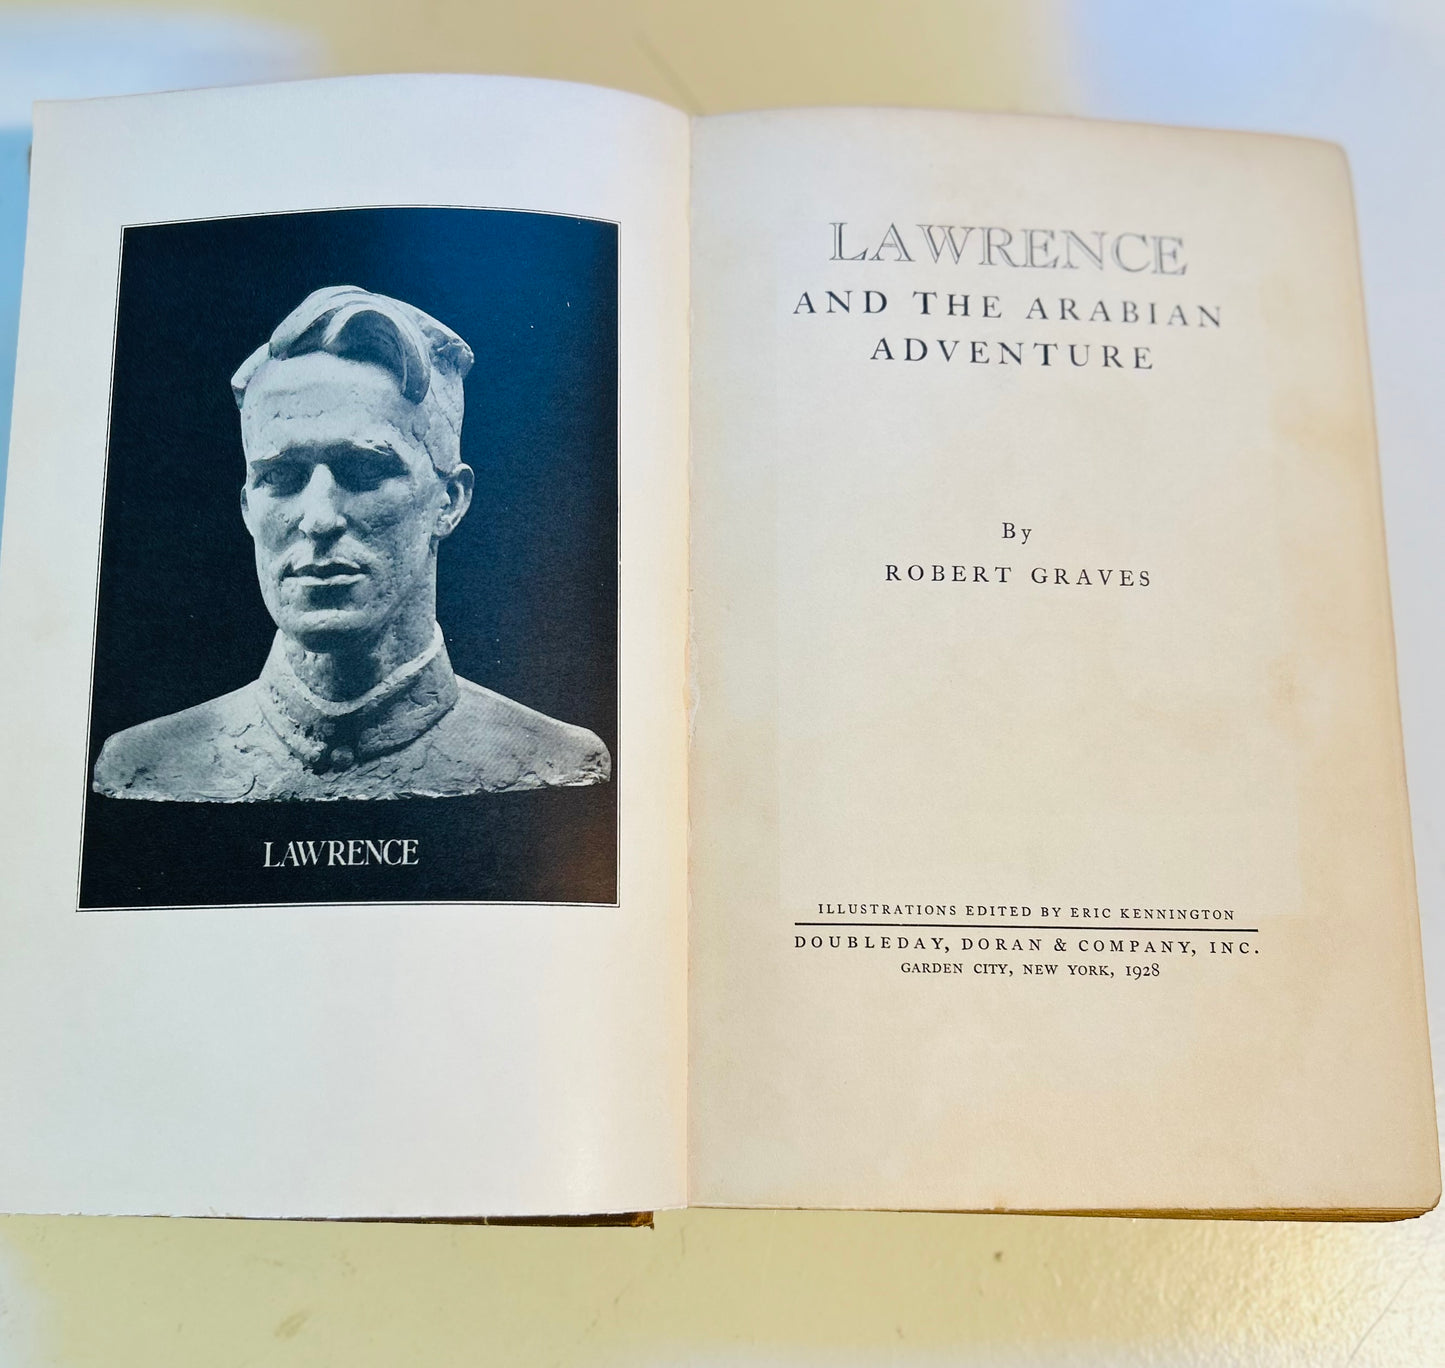 LAWRENCE
LAWRENCE
AND THE ARABIAN
ADVENTURE
By
ROBERT GRAVES
ILLUSTRATIONS EDITED BY ERIC KENNINGTON
DOUBLEDAY, DORAN & COMPANY, INC.
GARDEN CITY, NEW YORK, 1928